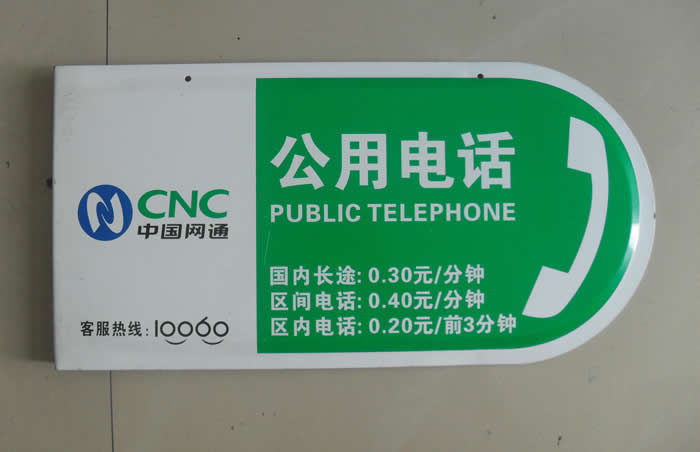 CNC
中国网通
客服热线:10060
公用电话
PUBLIC TELEPHONE
国内长途:0.30元/分钟
区间电话:0.40元/分钟
区内电话:0.20元/前3分钟